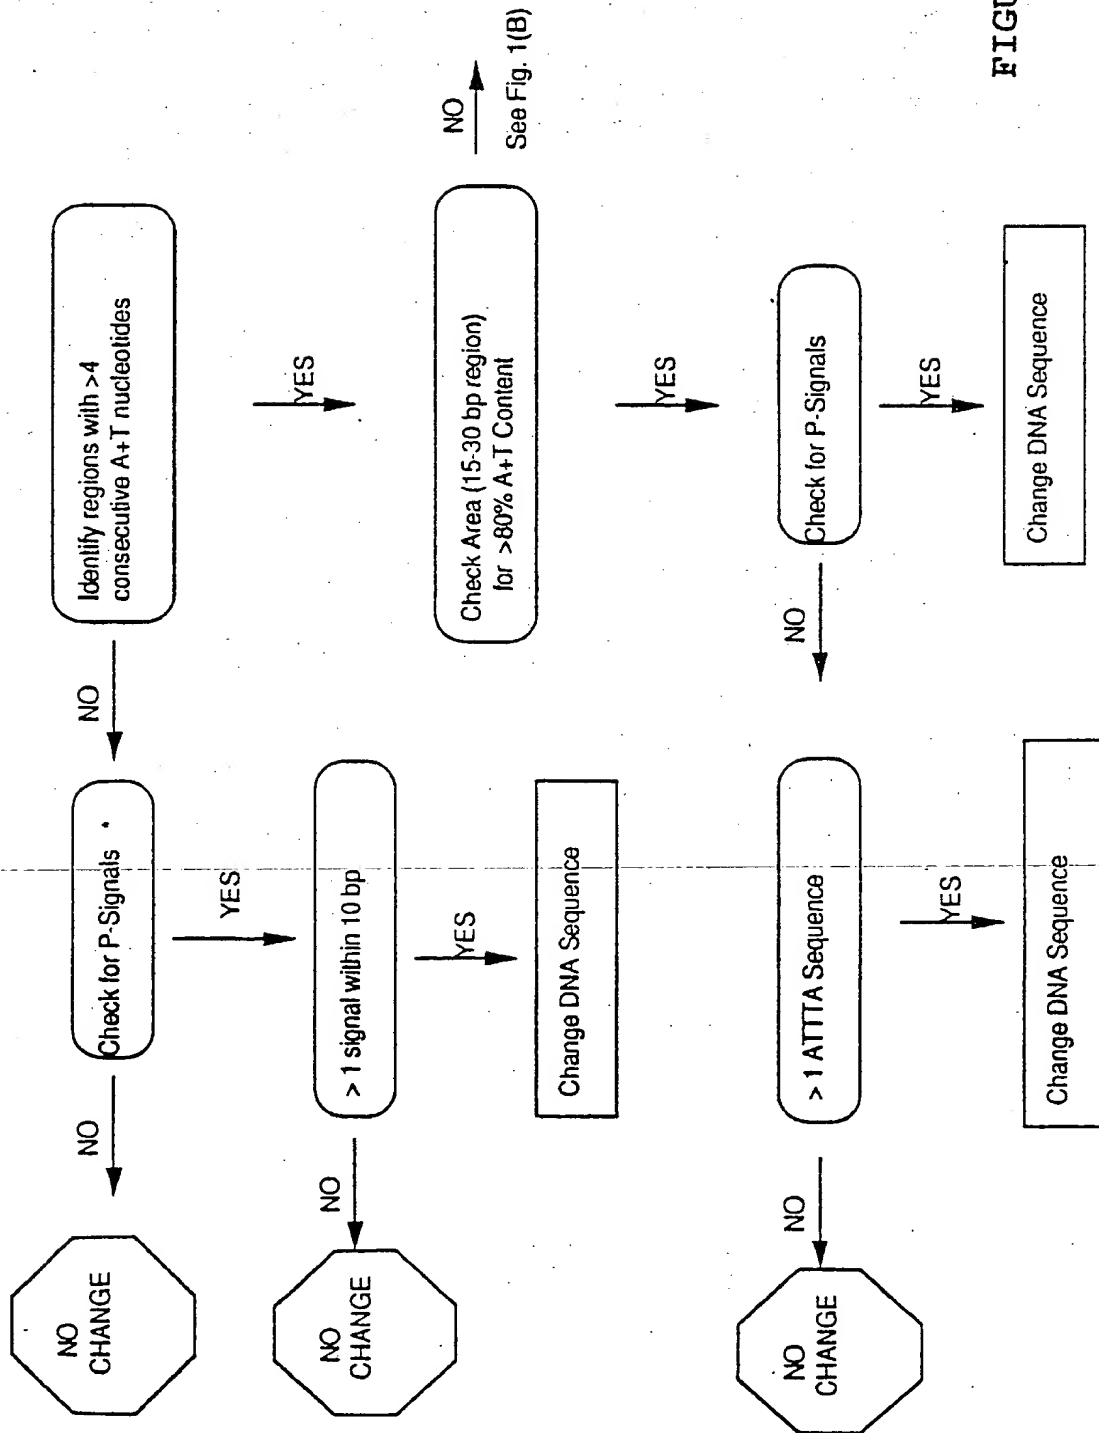 NO
CHANGE
NO
Check for P-Signals *
NO
Identify regions with >4
consecutive A+T nucleotides
YES
YES
NO
CHANGE
NO
> 1 signal within 10 bp
Check Area (15-30 bp region)
for >80% A+T Content
NO
See Fig. 1(B)
YES
YES
Change DNA Sequence
NO
CHANGE
NO
> 1 ATTTA Sequence
NO
Check for P-Signals
YES
YES
Change DNA Sequence
Change DNA Sequence